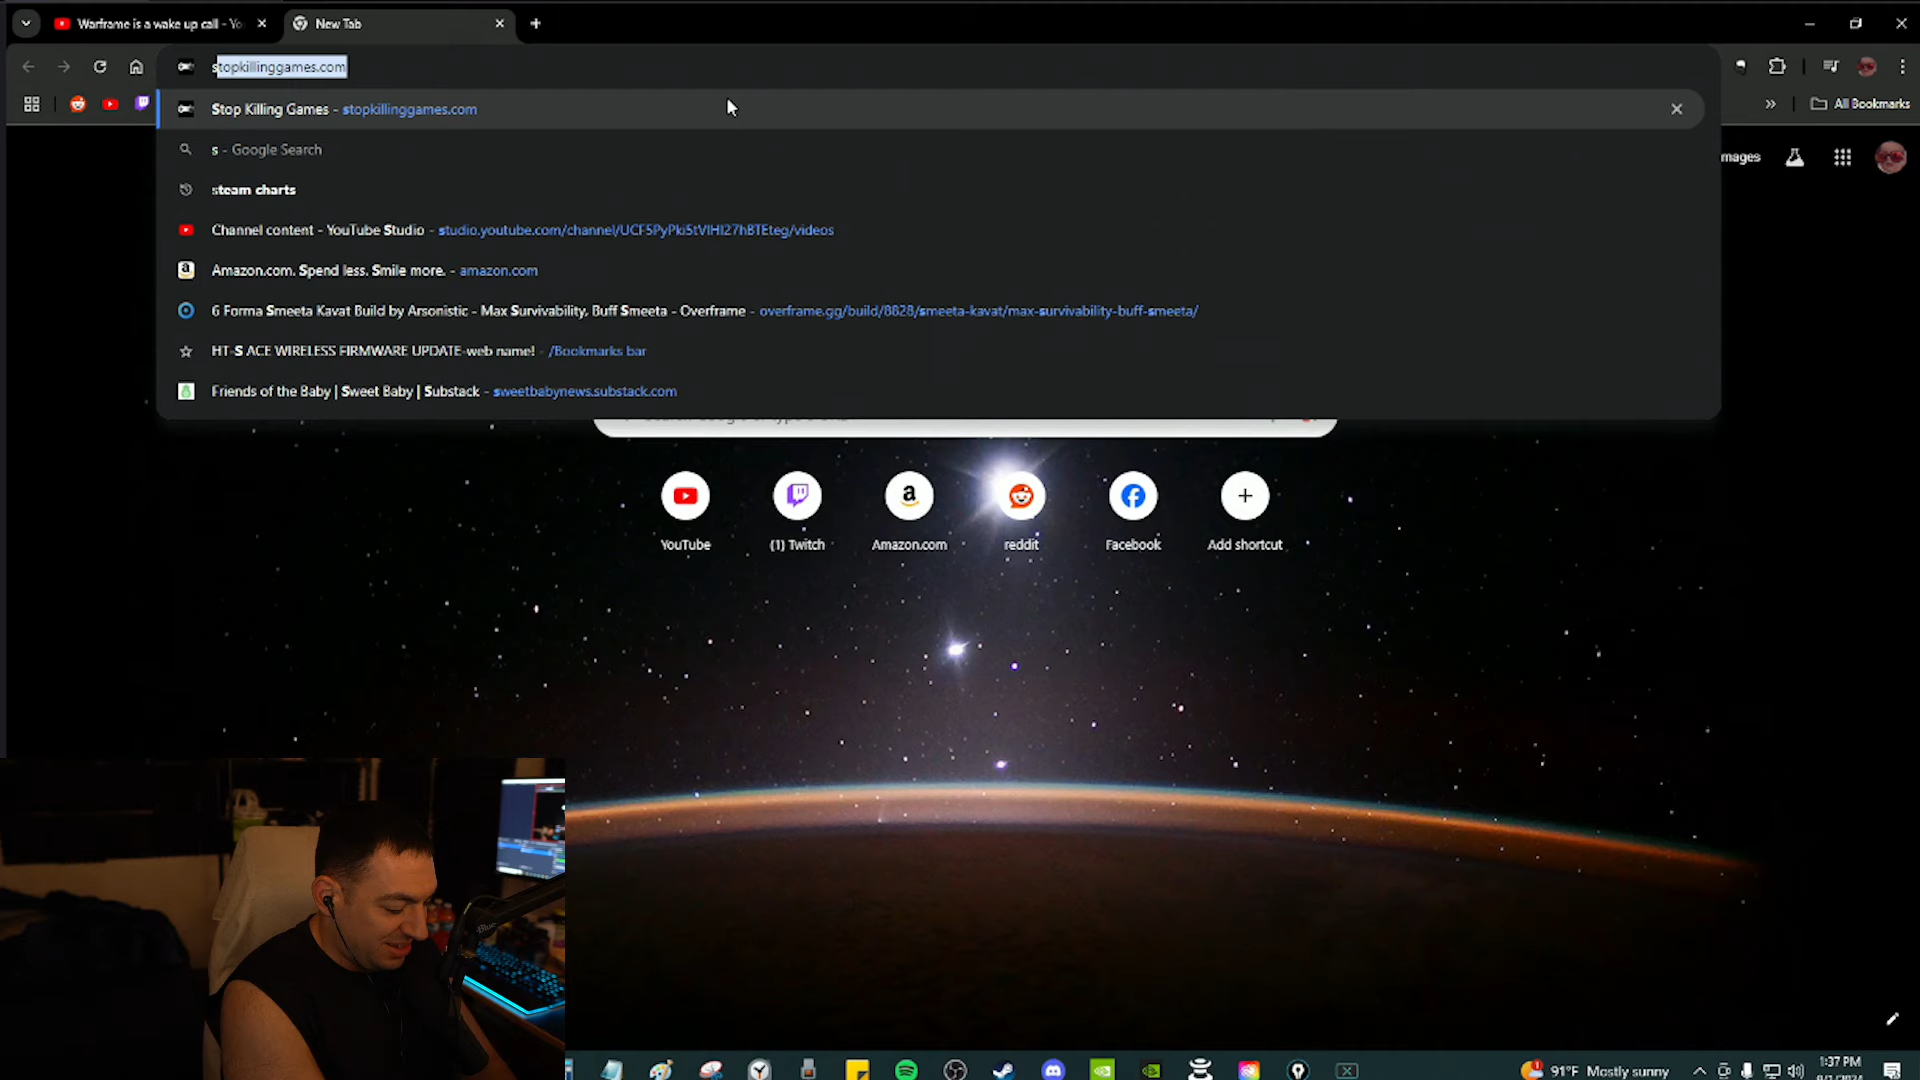 Warframe is a wake up call - Yo
New Tab
stopkillinggames.com
Stop Killing Games - stopkillinggames.com
All Bookmarks
s - Google Search
mages
steam charts
Channel content - YouTube Studio - studio.youtube.com/channel/UCF5PyPki5tVIHI27hBTEteg/videos
Amazon.com. Spend less. Smile more. - amazon.com
6 Forma Smeeta Kavat Build by Arsonistic - Max Survivability, Buff Smeeta - Overframe - overframe.gg/build/8828/smeeta-kavat/max-survivability-buff-smeeta/
HT-S ACE WIRELESS FIRMWARE UPDATE-web name! - /Bookmarks bar
Friends of the Baby | Sweet Baby | Substack - sweetbabynews.substack.com
YouTube
(1) Twitch
Amazon.com
reddit
Facebook
Add shortcut
Blue
91°F Mostly sunny
1:37 PM